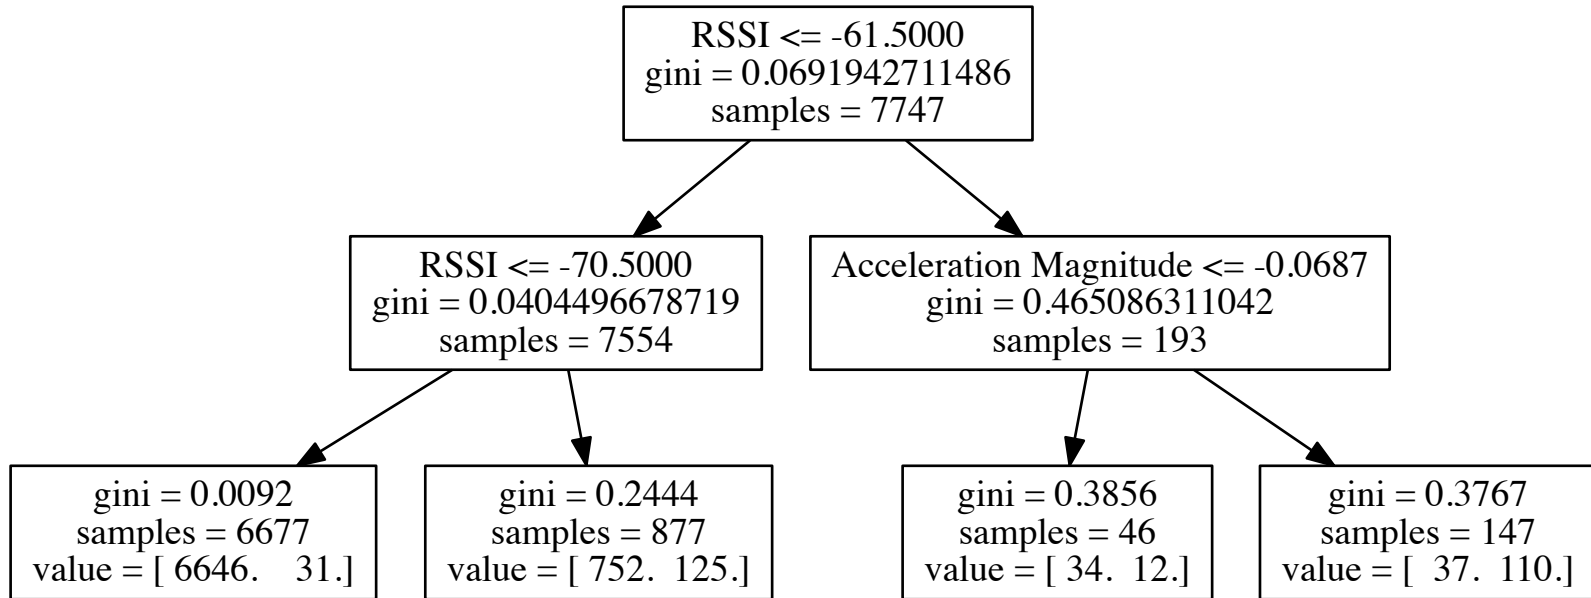 RSSI <= -61.5000
gini = 0.0691942711486
samples = 7747
RSSI <= -70.5000
gini = 0.0404496678719
samples = 7554
Acceleration Magnitude <= -0.0687
gini = 0.465086311042
samples = 193
gini = 0.0092
samples = 6677
value = [ 6646.    31.]
gini = 0.2444
samples = 877
value = [ 752.  125.]
gini = 0.3856
samples = 46
value = [ 34.  12.]
gini = 0.3767
samples = 147
value = [  37.  110.]